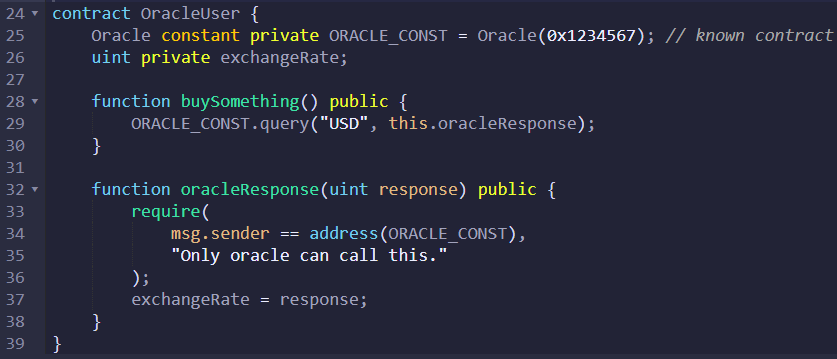 24 contract OracleUser {
25 Oracle constant private ORACLE_CONST = Oracle(0x1234567); // known contract
26 uint private exchangeRate;
27
28 function buySomething() public {
29 ORACLE_CONST.query("USD", this.oracleResponse);
30 }
31
32 function oracleResponse(uint response) public {
33 require(
34 msg.sender == address(ORACLE_CONST),
35 "Only oracle can call this."
36 );
37 exchangeRate = response;
38 }
39 }